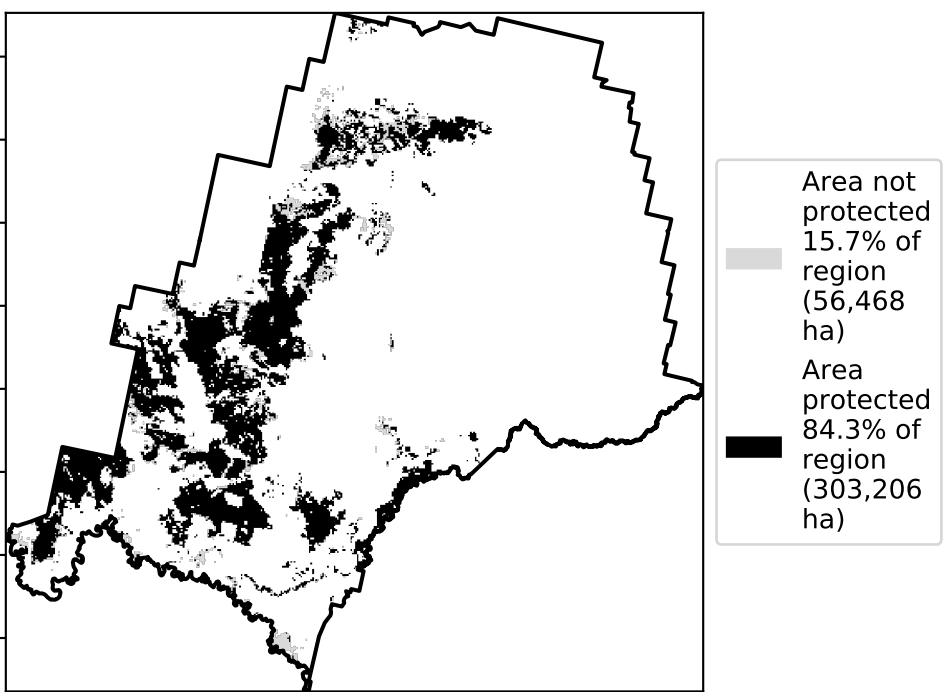 Area not
protected
15.7% of
region
(56,468
ha)
Area
protected
84.3% of
region
(303,206
ha)